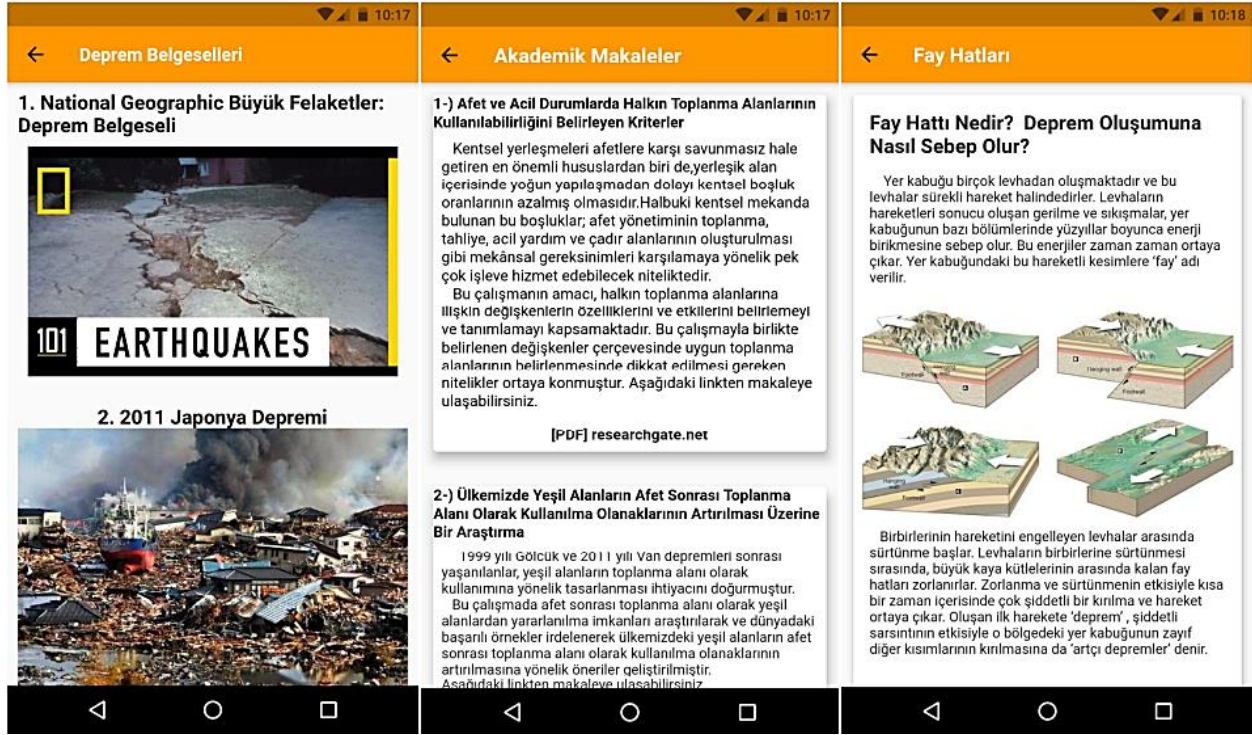 10:17
Deprem Belgeselleri
1. National Geographic Büyük Felaketler:
Deprem Belgeseli
101 EARTHQUAKES
2. 2011 Japonya Depremi
10:17
Akademik Makaleler
1-) Afet ve Acil Durumlarda Halkın Toplanma Alanlarının
Kullanılabilirliğini Belirleyen Kriterler
Kentsel yerleşmeleri afetlere karşı savunmasız hale
getiren en önemli hususlardan biri de,yerleşik alan
içerisinde yoğun yapılaşmadan dolayı kentsel boşluk
oranlarının azalmış olmasıdır.Halbuki kentsel mekanda
bulunan bu boşluklar; afet yönetiminin toplanma,
tahliye, acil yardım ve çadır alanlarının oluşturulması
gibi mekânsal gereksinimleri karşılamaya yönelik pek
çok işleve hizmet edebilecek niteliktedir.
Bu çalışmanın amacı, halkın toplanma alanlarına
ilişkin değişkenlerin özelliklerini ve etkilerini belirlemeyi
ve tanımlamayı kapsamaktadır. Bu çalışmayla birlikte
belirlenen değişkenler çerçevesinde uygun toplanma
alanlarının belirlenmesinde dikkat edilmesi gereken
nitelikler ortaya konmuştur. Aşağıdaki linkten makaleye
ulaşabilirsiniz.
[PDF] researchgate.net
2-) Ülkemizde Yeşil Alanların Afet Sonrası Toplanma
Alanı Olarak Kullanılma Olanaklarının Artırılması Üzerine
Bir Araştırma
1999 yılı Gölcük ve 2011 yılı Van depremleri sonrası
yaşanılanlar, yeşil alanların toplanma alanı olarak
kullanımına yönelik tasarlanması ihtiyacını doğurmuştur.
Bu çalışmada afet sonrası toplanma alanı olarak yeşil
alanlardan yararlanılma imkanları araştırılarak ve dünyadaki
başarılı örnekler irdelenerek ülkemizdeki yeşil alanların afet
sonrası toplanma alanı olarak kullanılma olanaklarının
artırılmasına yönelik öneriler geliştirilmiştir.
Aşağıdaki linkten makaleye ulaşabilirsiniz
10:18
Fay Hatları
Fay Hattı Nedir? Deprem Oluşumuna
Nasıl Sebep Olur?
Yer kabuğu birçok levhadan oluşmaktadır ve bu
levhalar sürekli hareket halindedirler. Levhaların
hareketleri sonucu oluşan gerilme ve sıkışmalar, yer
kabuğunun bazı bölümlerinde yüzyıllar boyunca enerji
birikmesine sebep olur. Bu enerjiler zaman zaman ortaya
çıkar. Yer kabuğundaki bu hareketli kesimlere ‘fay’ adı
verilir.
Footwall
Hanging wall
Footwall
Hanging
wall
Footwall
Birbirlerinin hareketini engelleyen levhalar arasında
sürtünme başlar. Levhaların birbirlerine sürtünmesi
sırasında, büyük kaya kütlelerinin arasında kalan fay
hatları zorlanırlar. Zorlanma ve sürtünmenin etkisiyle kısa
bir zaman içerisinde çok şiddetli bir kırılma ve hareket
ortaya çıkar. Oluşan ilk harekete ‘deprem’ , şiddetli
sarsıntının etkisiyle o bölgedeki yer kabuğunun zayıf
diğer kısımlarının kırılmasına da ‘artçı depremler’ denir.